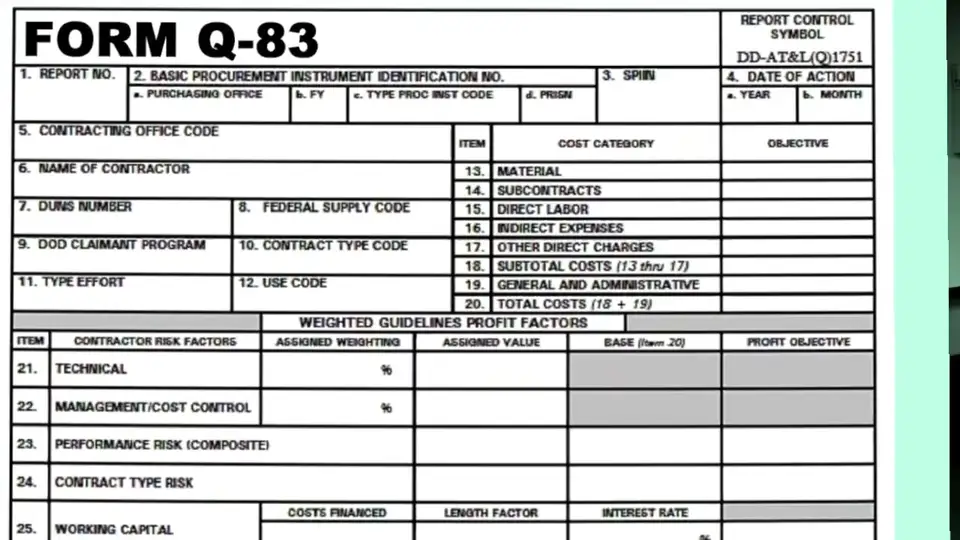 FORM Q-83
REPORT CONTROL
SYMBOL
DD-AT&L(Q)1751
1. REPORT NO.
2. BASIC PROCUREMENT INSTRUMENT IDENTIFICATION NO.
3. SPIIN
4. DATE OF ACTION
a. PURCHASING OFFICE
b. FY
c. TYPE PROC INST CODE
d. PRISN
a. YEAR
b. MONTH
5. CONTRACTING OFFICE CODE
ITEM
COST CATEGORY
OBJECTIVE
6. NAME OF CONTRACTOR
13. MATERIAL
14. SUBCONTRACTS
7. DUNS NUMBER
8. FEDERAL SUPPLY CODE
15. DIRECT LABOR
16. INDIRECT EXPENSES
9. DOD CLAIMANT PROGRAM
10. CONTRACT TYPE CODE
17. OTHER DIRECT CHARGES
18. SUBTOTAL COSTS (13 thru 17)
11. TYPE EFFORT
12. USE CODE
19. GENERAL AND ADMINISTRATIVE
20. TOTAL COSTS (18 + 19)
WEIGHTED GUIDELINES PROFIT FACTORS
ITEM
CONTRACTOR RISK FACTORS
ASSIGNED WEIGHTING
ASSIGNED VALUE
BASE (Item 20)
PROFIT OBJECTIVE
21. TECHNICAL %
22. MANAGEMENT/COST CONTROL %
23. PERFORMANCE RISK (COMPOSITE)
24. CONTRACT TYPE RISK
COSTS FINANCED
LENGTH FACTOR
INTEREST RATE
25. WORKING CAPITAL
%